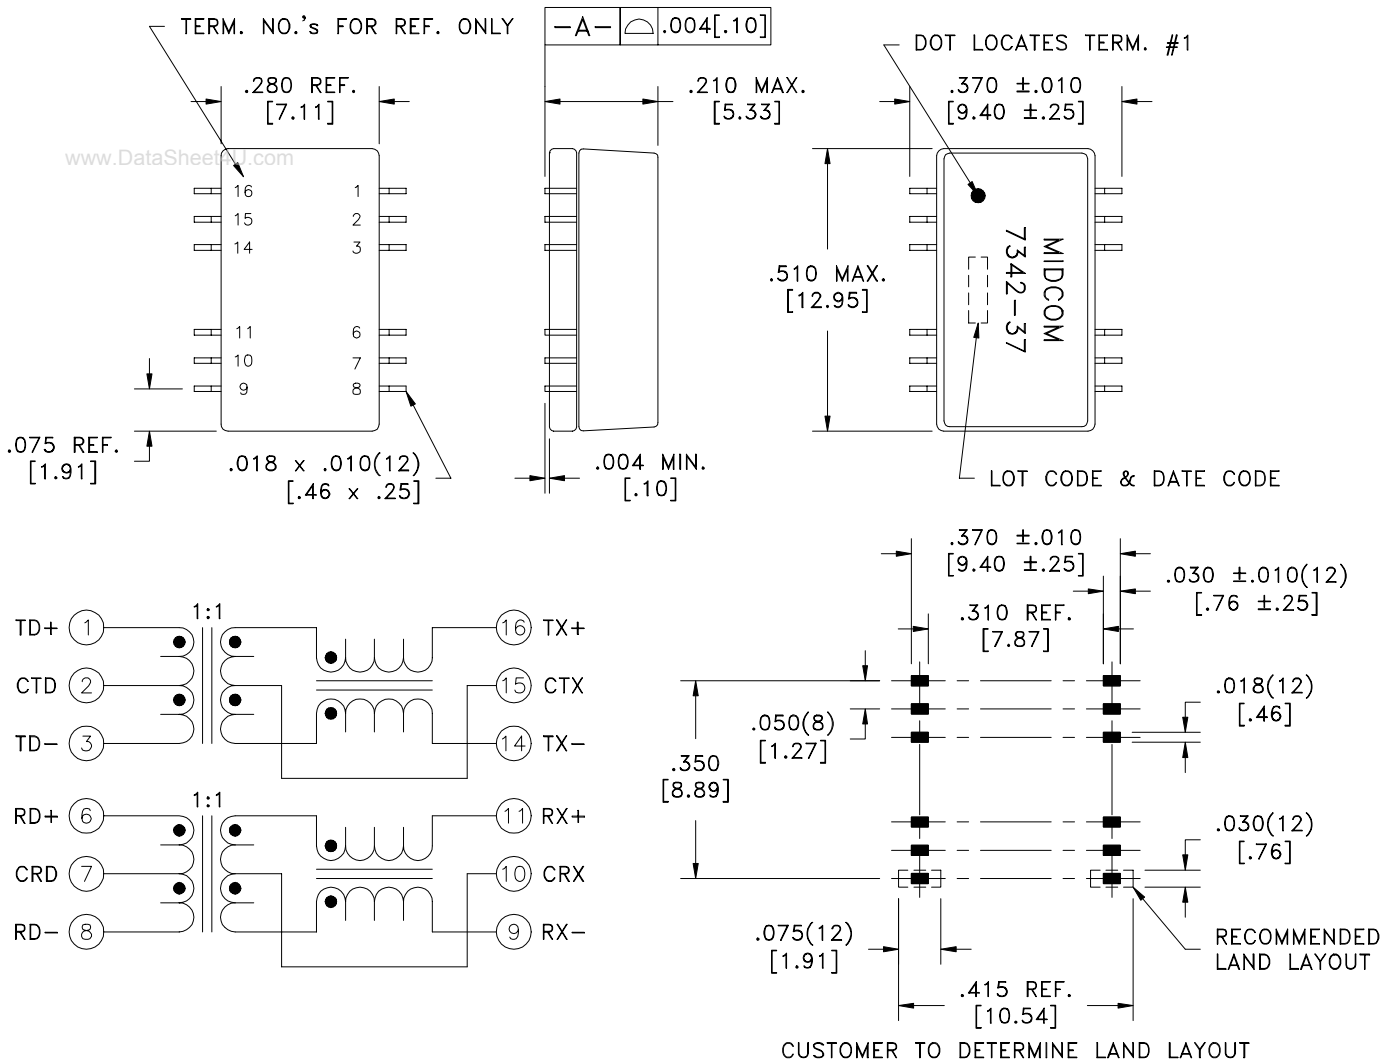 TERM. NO.'s FOR REF. ONLY
-A- .004[.10]
DOT LOCATES TERM. #1
.280 REF.
[7.11]
.210 MAX.
[5.33]
.370 ±.010
[9.40 ±.25]
www.DataSheet4U.com
16 1
15 2
14 3
11 6
10 7
9 8
.075 REF.
[1.91]
.018 x .010(12)
[.46 x .25]
.004 MIN.
[.10]
.510 MAX.
[12.95]
MIDCOM
7342-37
LOT CODE & DATE CODE
1:1
TD+ 1 16 TX+
CTD 2 15 CTX
TD- 3 14 TX-
1:1
RD+ 6 11 RX+
CRD 7 10 CRX
RD- 8 9 RX-
.370 ±.010
[9.40 ±.25]
.030 ±.010(12)
[.76 ±.25]
.310 REF.
[7.87]
.018(12)
[.46]
.050(8)
[1.27]
.350
[8.89]
.030(12)
[.76]
.075(12)
[1.91]
RECOMMENDED
LAND LAYOUT
.415 REF.
[10.54]
CUSTOMER TO DETERMINE LAND LAYOUT